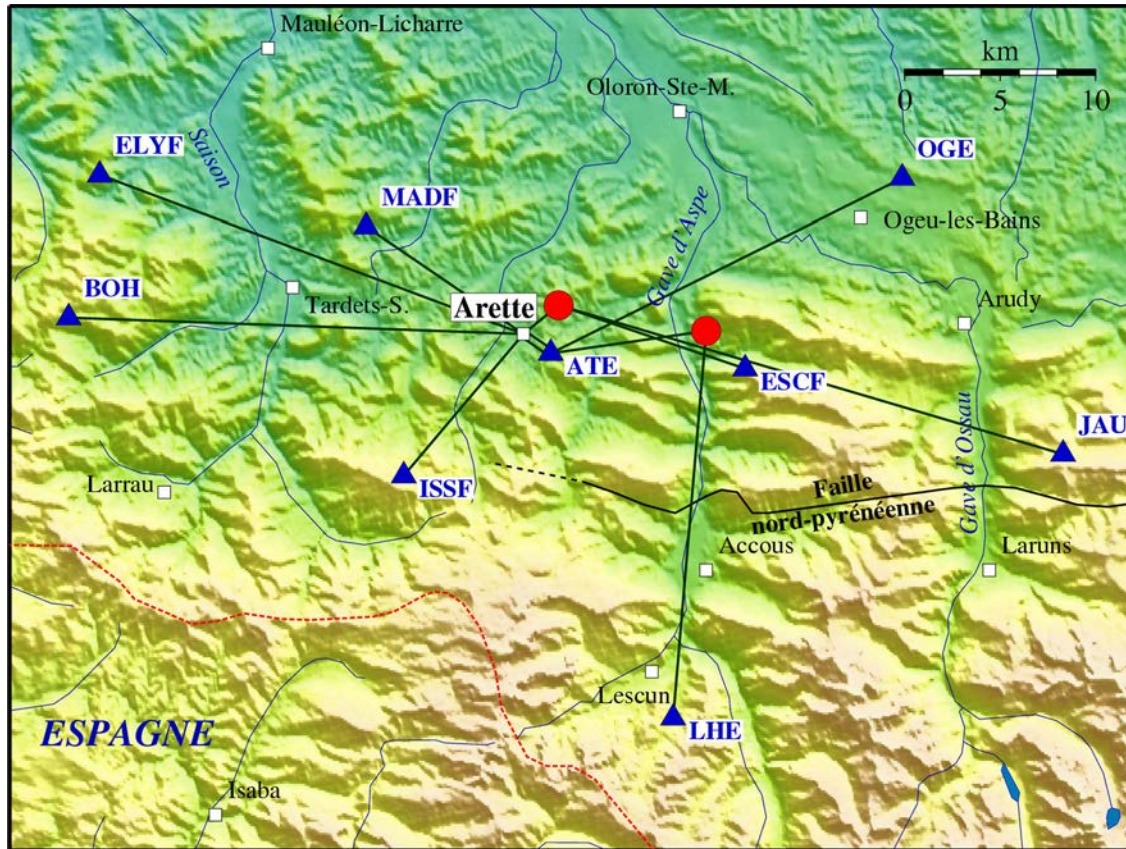 Mauléon-Licharre
km
0 5 10
Oloron-Ste-M.
ELYF
Saison
OGE
MADF
Gave d'Aspe
Ogeu-les-Bains
BOH
Tardets-S.
Arette
Arudy
ATE
ESCF
JAU
Gave d'Ossau
Larrau
ISSF
Faille
nord-pyrénéenne
Accous
Laruns
Lescun
LHE
ESPAGNE
Isaba